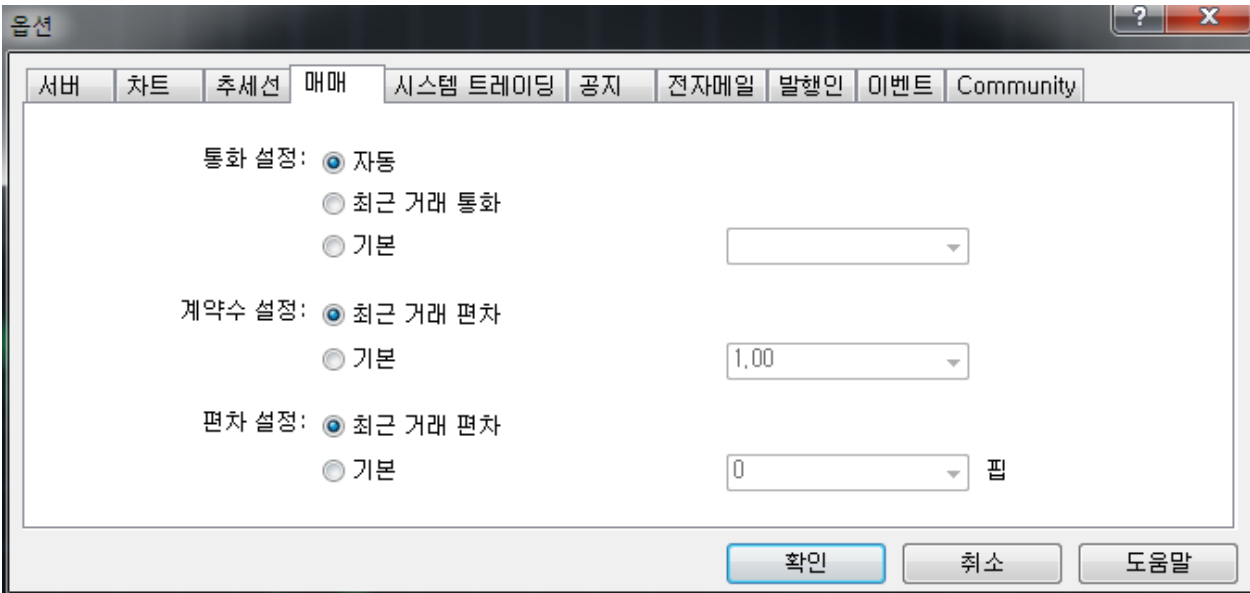 옵션
서버 차트 추세선 매매 시스템 트레이딩 공지 전자메일 발행인 이벤트 Community
통화 설정: 자동
최근 거래 통화
기본
계약수 설정: 최근 거래 편차
기본 1.00
편차 설정: 최근 거래 편차
기본 0 핍
확인 취소 도움말